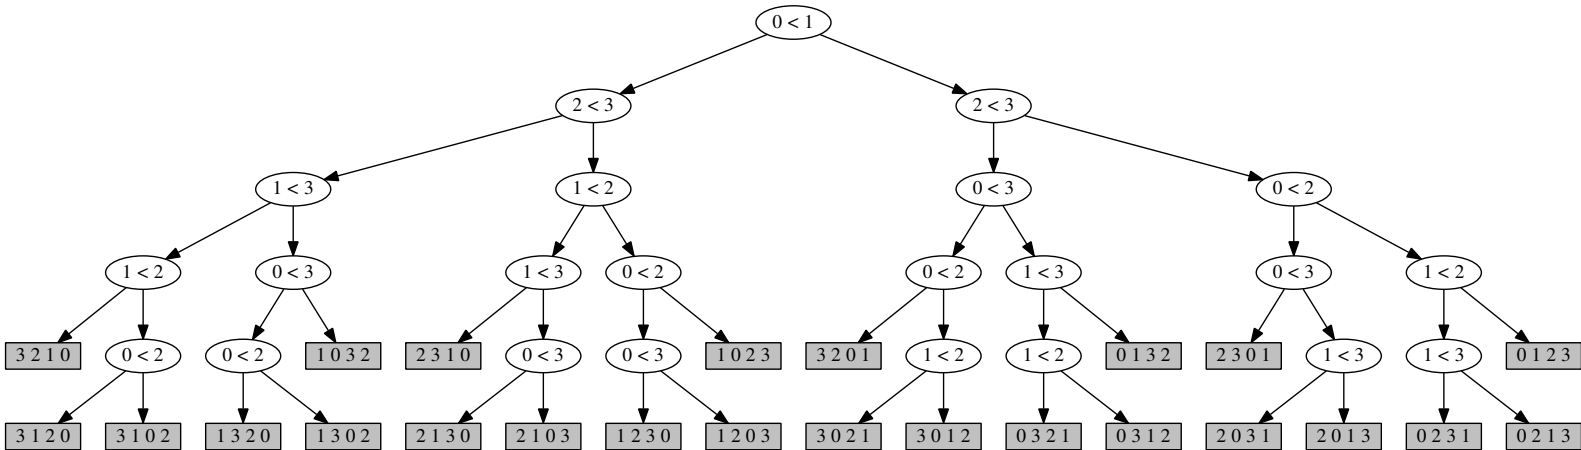 0 < 1
2 < 3
2 < 3
1 < 3
1 < 2
0 < 3
0 < 2
1 < 2
0 < 3
1 < 3
0 < 2
0 < 2
1 < 3
0 < 3
1 < 2
3 2 1 0
0 < 2
0 < 2
1 0 3 2
2 3 1 0
0 < 3
0 < 3
1 0 2 3
3 2 0 1
1 < 2
1 < 2
0 1 3 2
2 3 0 1
1 < 3
1 < 3
0 1 2 3
3 1 2 0
3 1 0 2
1 3 2 0
1 3 0 2
2 1 3 0
2 1 0 3
1 2 3 0
1 2 0 3
3 0 2 1
3 0 1 2
0 3 2 1
0 3 1 2
2 0 3 1
2 0 1 3
0 2 3 1
0 2 1 3